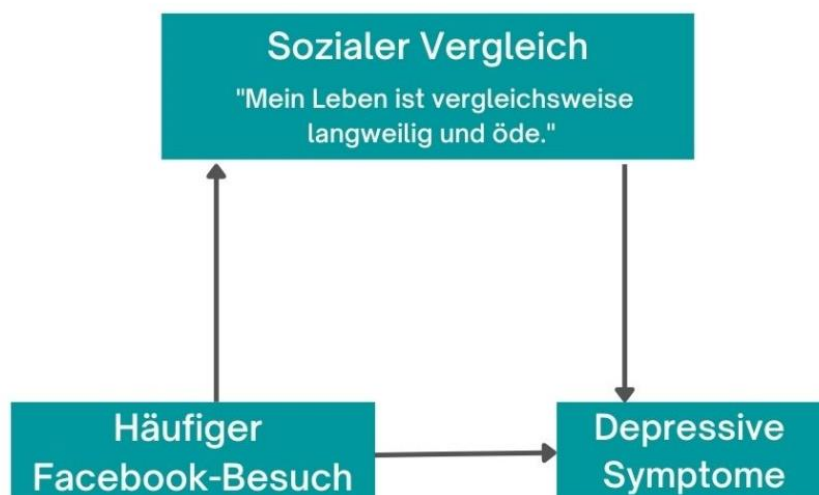 Sozialer Vergleich
"Mein Leben ist vergleichsweise
langweilig und öde."
Häufiger
Facebook-Besuch
Depressive
Symptome